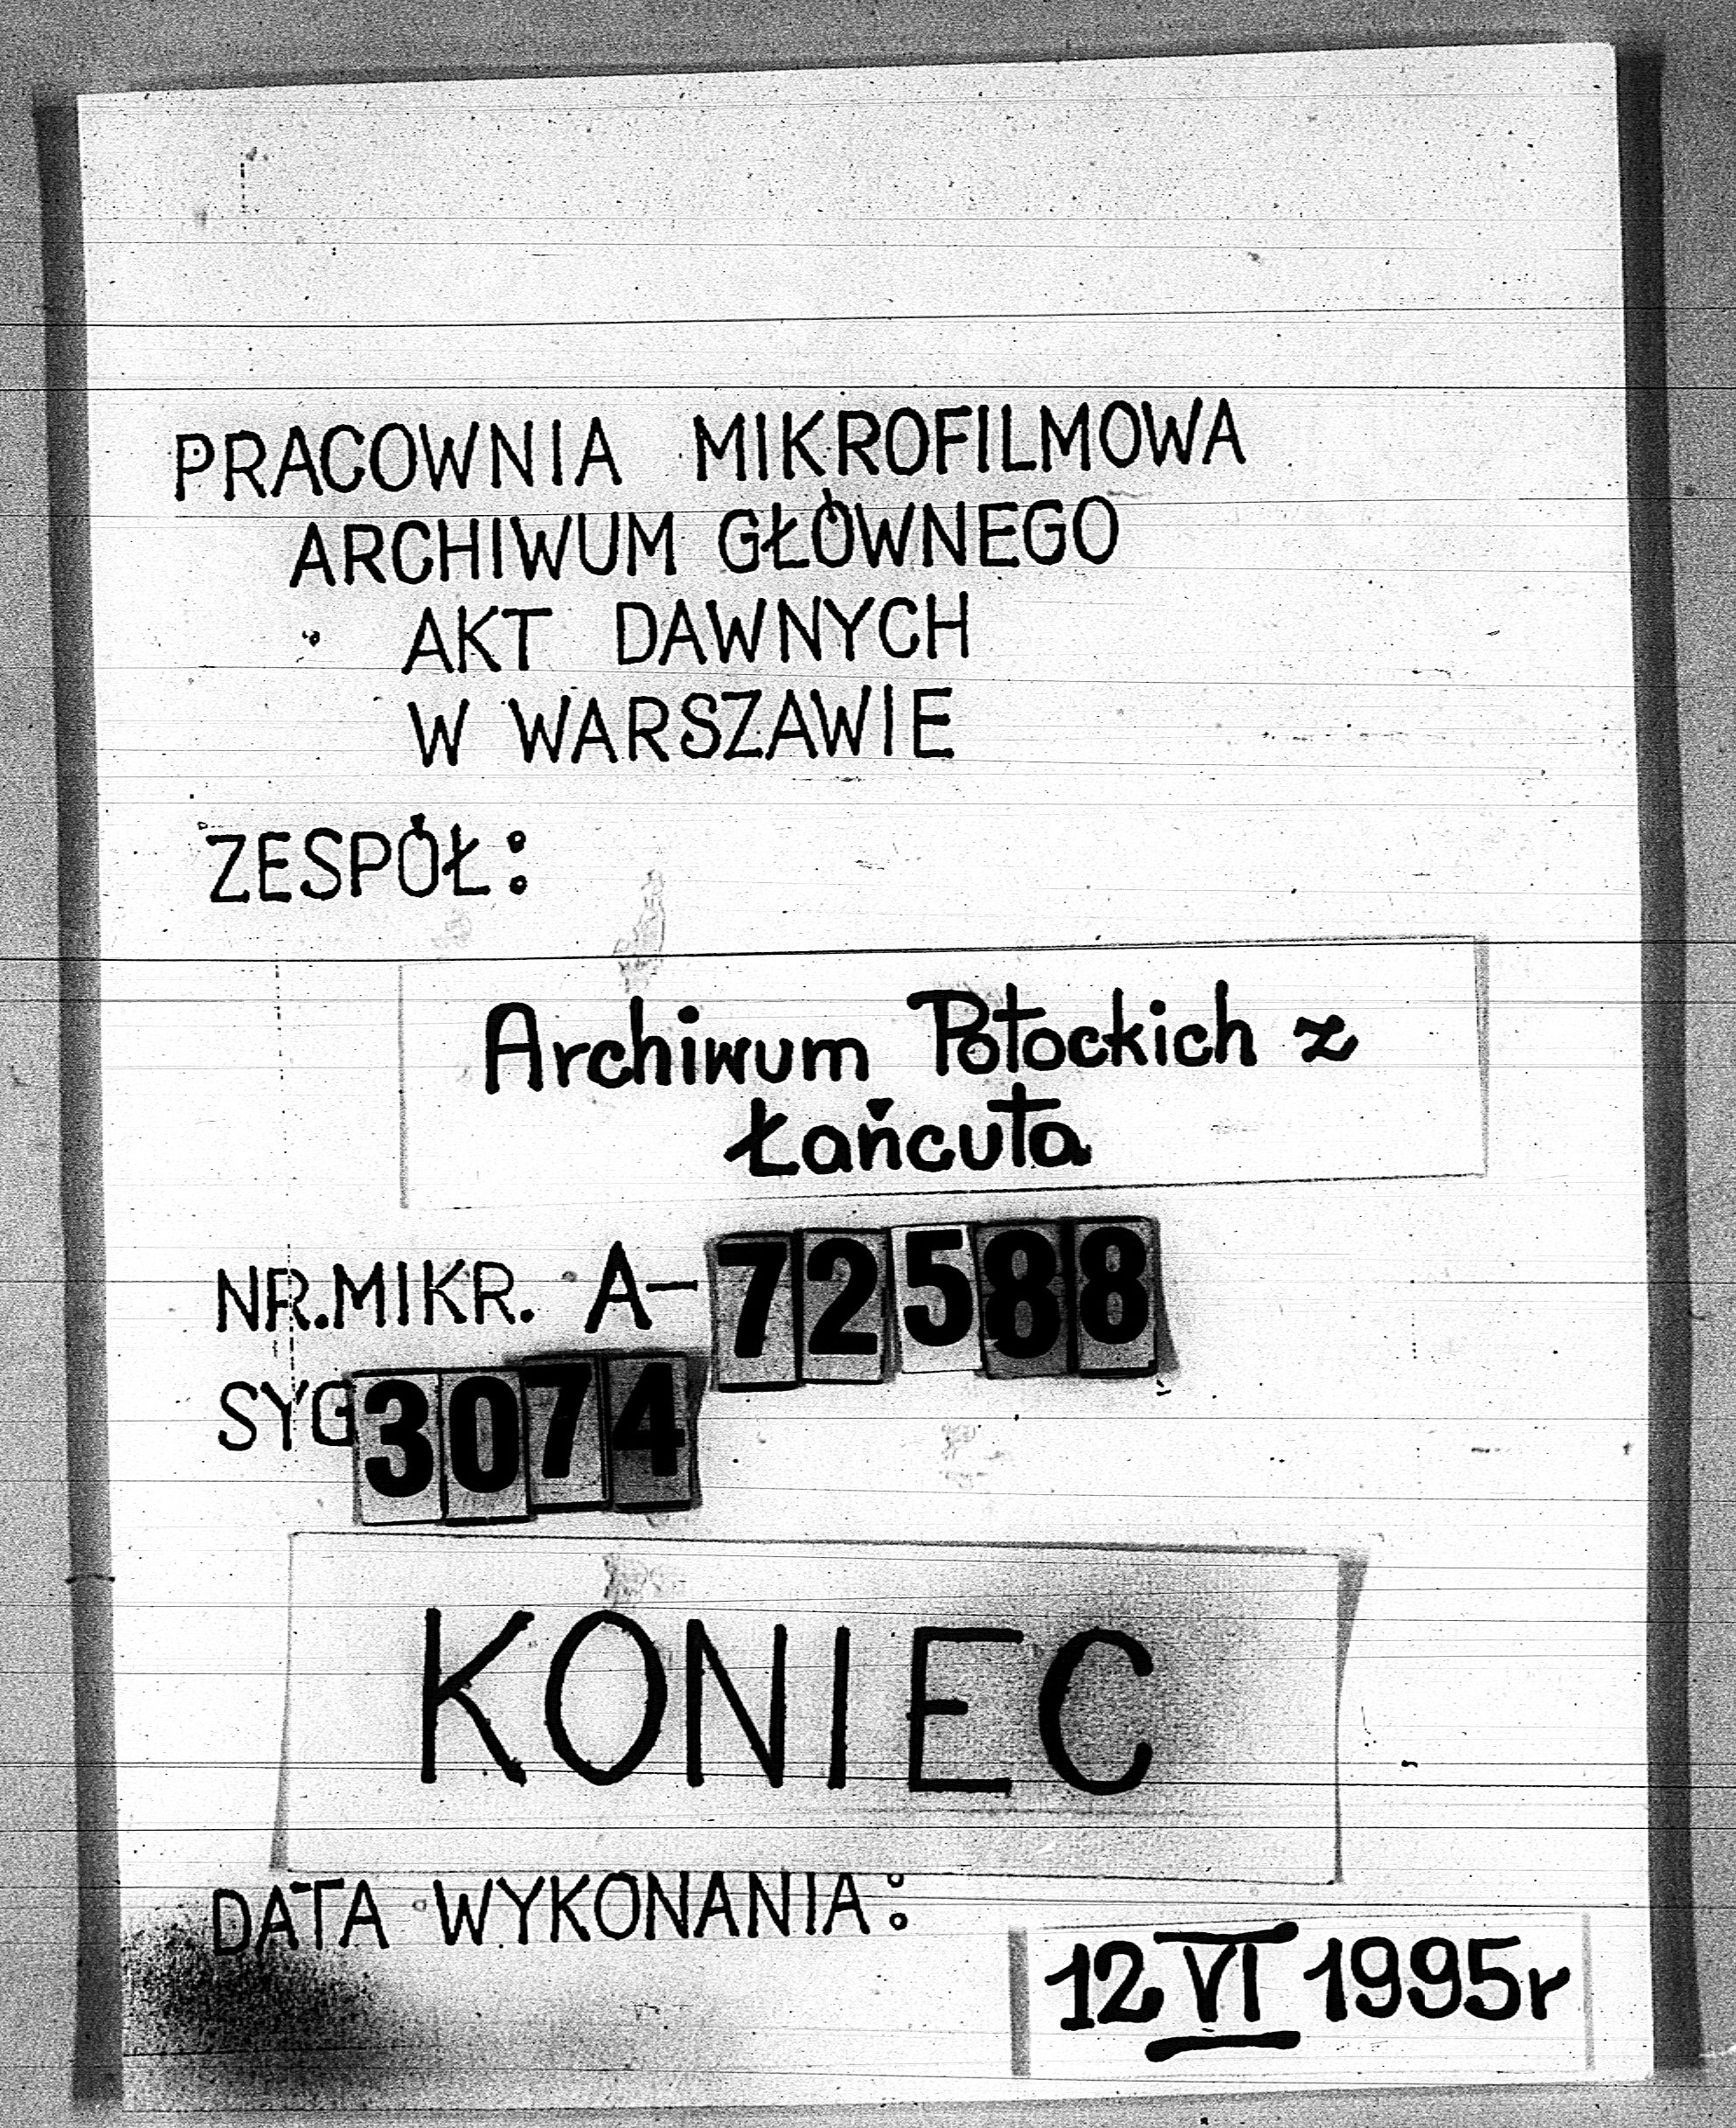 PRACOWNIA MIKROFILMOWA
ARCHIWUM GŁÓWNEGO
AKT DAWNYCH
W WARSZAWIE
ZESPÓŁ:
Archiwum Potockich z
Łańcuta
NR.MIKR. A-72588
SYG 3074
KONIEC
DATA WYKONANIA:
12 VI 1995r